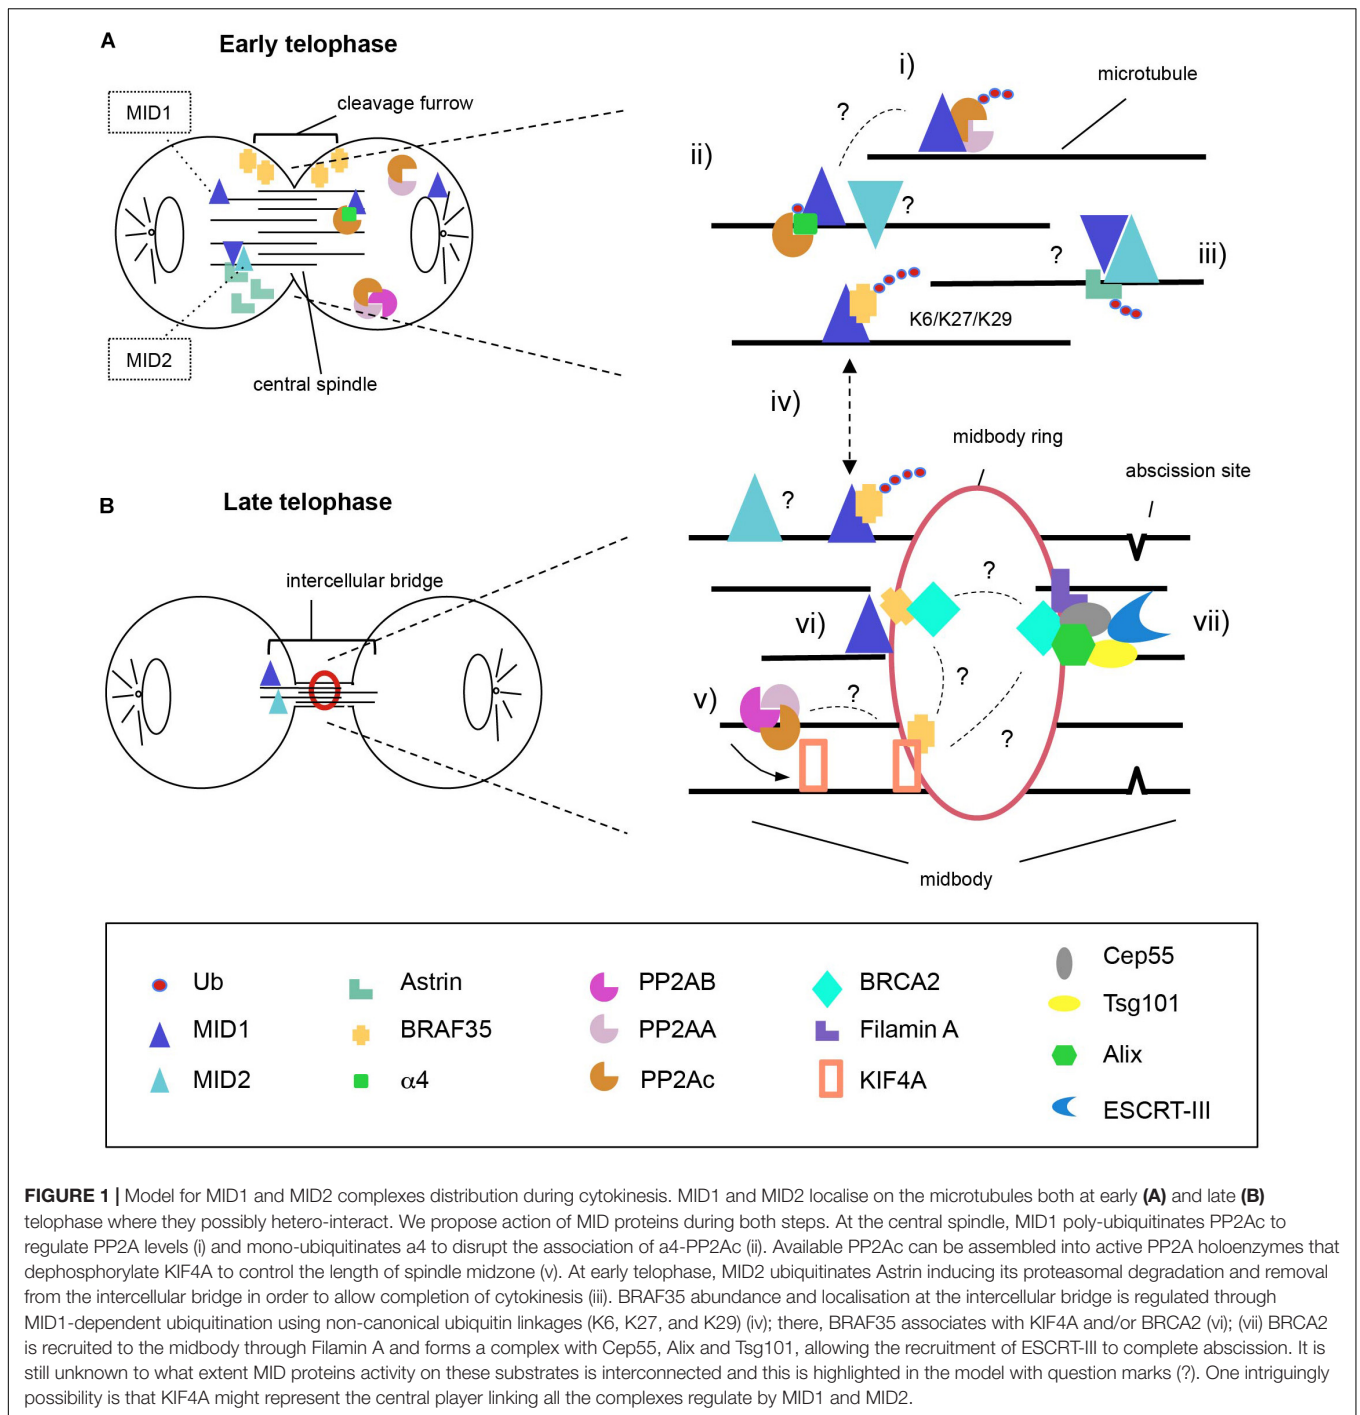 A
Early telophase
MID1
cleavage furrow
MID2
central spindle
i)
microtubule
?
ii)
?
?
iii)
K6/K27/K29
iv)
B
Late telophase
intercellular bridge
midbody ring
abscission site
?
?
vi)
vii)
?
v)
?
?
midbody
Ub
MID1
MID2
Astrin
BRAF35
α4
PP2AB
PP2AA
PP2Ac
BRCA2
Filamin A
KIF4A
Cep55
Tsg101
Alix
ESCRT-III
FIGURE 1 | Model for MID1 and MID2 complexes distribution during cytokinesis. MID1 and MID2 localise on the microtubules both at early (A) and late (B)
telophase where they possibly hetero-interact. We propose action of MID proteins during both steps. At the central spindle, MID1 poly-ubiquitinates PP2Ac to
regulate PP2A levels (i) and mono-ubiquitinates a4 to disrupt the association of a4-PP2Ac (ii). Available PP2Ac can be assembled into active PP2A holoenzymes that
dephosphorylate KIF4A to control the length of spindle midzone (v). At early telophase, MID2 ubiquitinates Astrin inducing its proteasomal degradation and removal
from the intercellular bridge in order to allow completion of cytokinesis (iii). BRAF35 abundance and localisation at the intercellular bridge is regulated through
MID1-dependent ubiquitination using non-canonical ubiquitin linkages (K6, K27, and K29) (iv); there, BRAF35 associates with KIF4A and/or BRCA2 (vi); (vii) BRCA2
is recruited to the midbody through Filamin A and forms a complex with Cep55, Alix and Tsg101, allowing the recruitment of ESCRT-III to complete abscission. It is
still unknown to what extent MID proteins activity on these substrates is interconnected and this is highlighted in the model with question marks (?). One intriguingly
possibility is that KIF4A might represent the central player linking all the complexes regulate by MID1 and MID2.